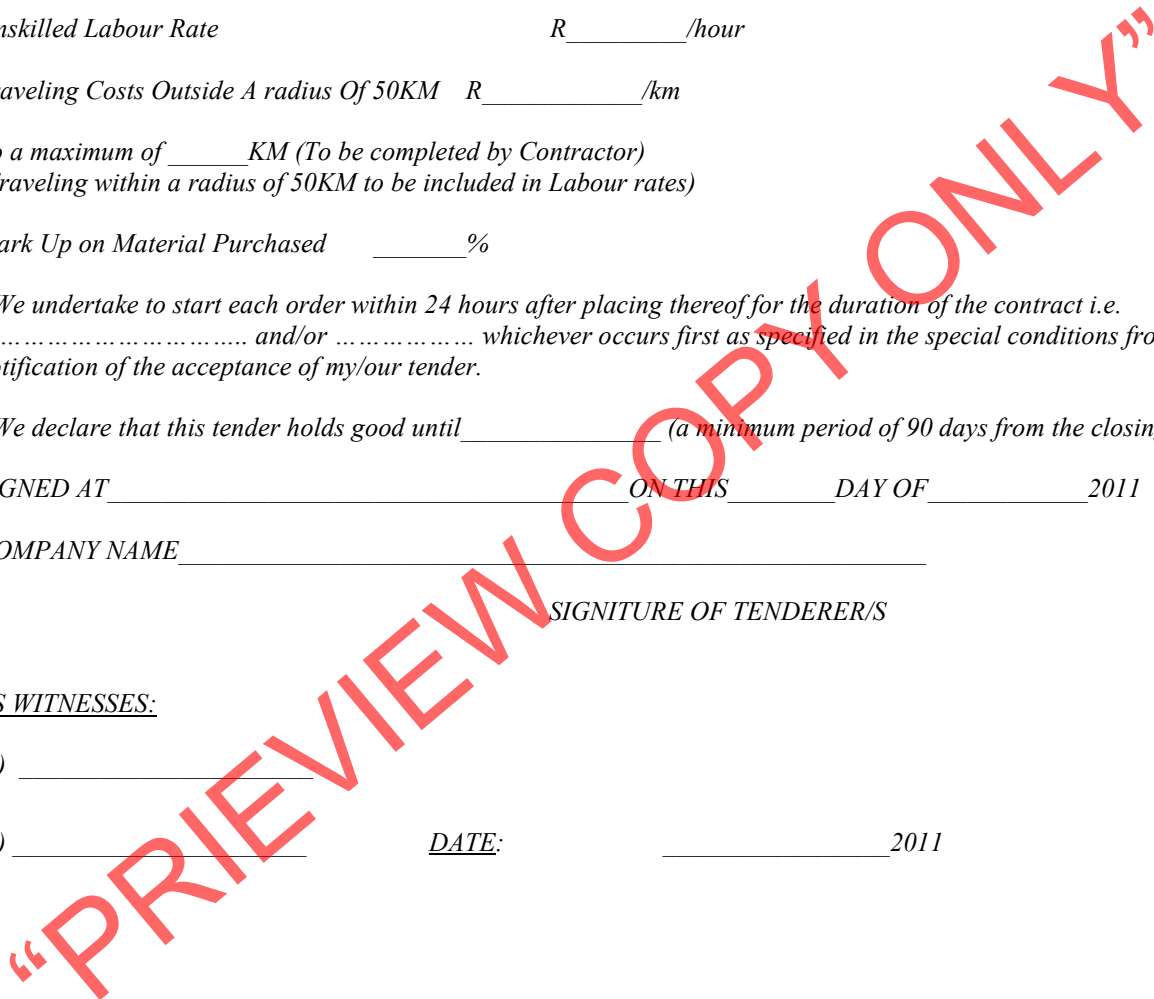 nskilled Labour Rate R_________/hour
aveling Costs Outside A radius Of 50KM R____________/km
o a maximum of ______KM (To be completed by Contractor)
raveling within a radius of 50KM to be included in Labour rates)
ark Up on Material Purchased _______%
We undertake to start each order within 24 hours after placing thereof for the duration of the contract i.e.
………………………….. and/or …………… whichever occurs first as specified in the special conditions fro
tification of the acceptance of my/our tender.
We declare that this tender holds good until_______________ (a minimum period of 90 days from the closin
GNED AT_______________________________________ON THIS________DAY OF____________2011
OMPANY NAME________________________________________________________
SIGNITURE OF TENDERER/S
S WITNESSES:
) ______________________
) ______________________ DATE: _________________2011
“PRIEVIEW COPY ONLY”